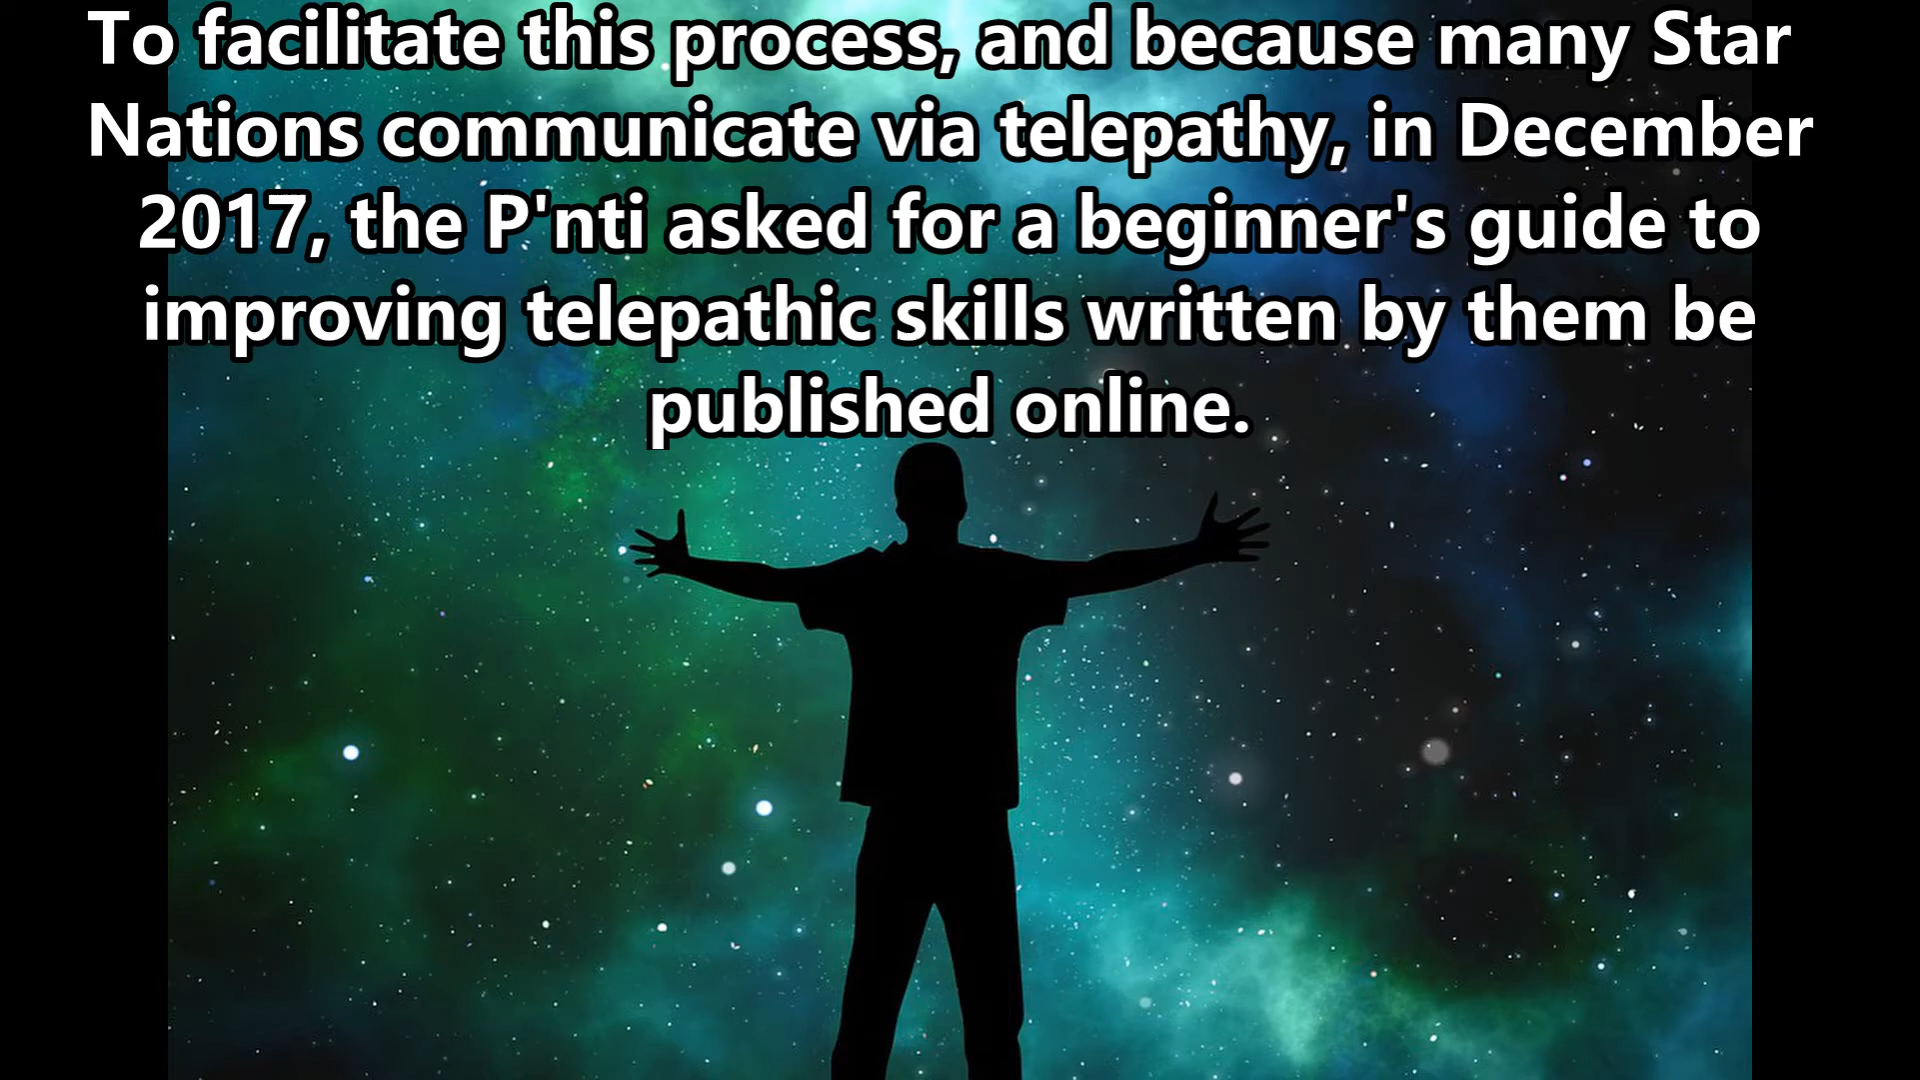 To facilitate this process, and because many Star
Nations communicate via telepathy, in December
2017, the P'nti asked for a beginner's guide to
improving telepathic skills written by them be
published online.